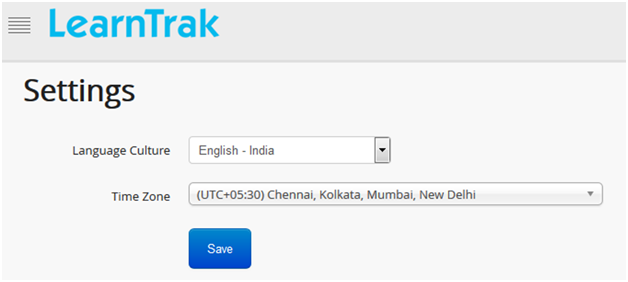 LearnTrak
Settings
Language Culture English - India
Time Zone (UTC+05:30) Chennai, Kolkata, Mumbai, New Delhi
Save